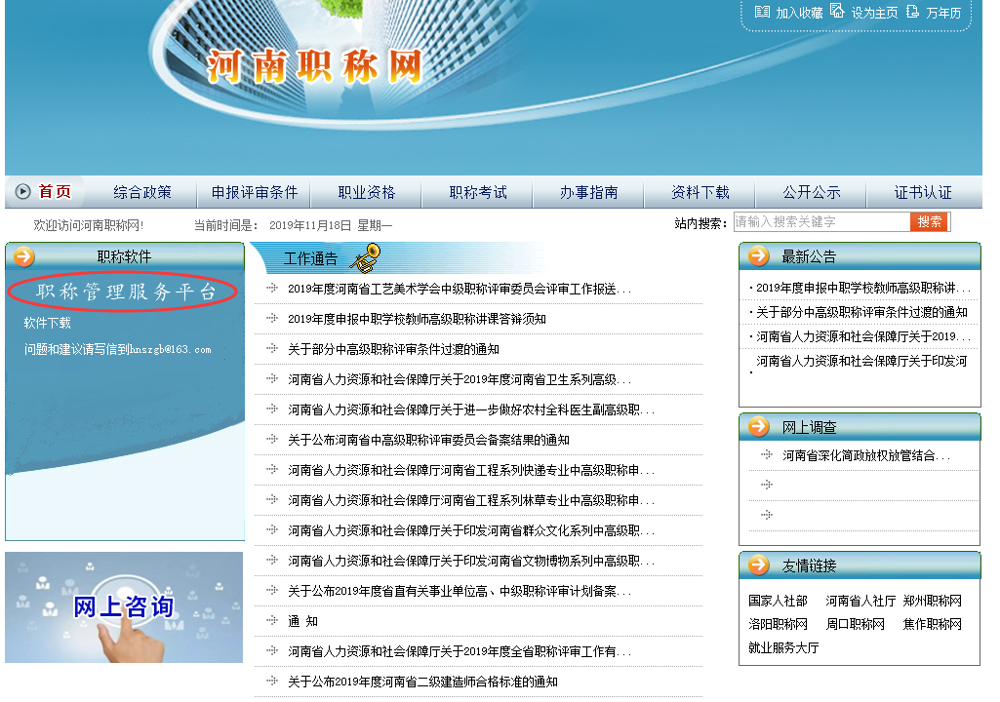 加入收藏 设为主页 万年历
河南职称网
首页 综合政策 申报评审条件 职业资格 职称考试 办事指南 资料下载 公开公示 证书认证
欢迎访问河南职称网! 当前时间是: 2019年11月18日 星期一
站内搜索: 请输入搜索关键字 搜索
职称软件
职称管理服务平台
软件下载
问题和建议请写信到hnszgb@163.com
网上咨询
工作通告
2019年度河南省工艺美术学会中级职称评审委员会评审工作报送...
2019年度申报中职学校教师高级职称讲课答辩须知
关于部分中高级职称评审条件过渡的通知
河南省人力资源和社会保障厅关于2019年度河南省卫生系列高级...
河南省人力资源和社会保障厅关于进一步做好农村全科医生副高级职...
关于公布河南省中高级职称评审委员会备案结果的通知
河南省人力资源和社会保障厅河南省工程系列快递专业中高级职称申...
河南省人力资源和社会保障厅河南省工程系列林草专业中高级职称申...
河南省人力资源和社会保障厅关于印发河南省群众文化系列中高级职...
河南省人力资源和社会保障厅关于印发河南省文物博物系列中高级职...
关于公布2019年度省直有关事业单位高、中级职称评审计划备案...
通 知
河南省人力资源和社会保障厅关于2019年度全省职称评审工作有...
关于公布2019年度河南省二级建造师合格标准的通知
最新公告
·2019年度申报中职学校教师高级职称讲...
·关于部分中高级职称评审条件过渡的通知
·河南省人力资源和社会保障厅关于2019...
·河南省人力资源和社会保障厅关于印发河
网上调查
河南省深化简政放权放管结合...
友情链接
国家人社部 河南省人社厅 郑州职称网
洛阳职称网 周口职称网 焦作职称网
就业服务大厅